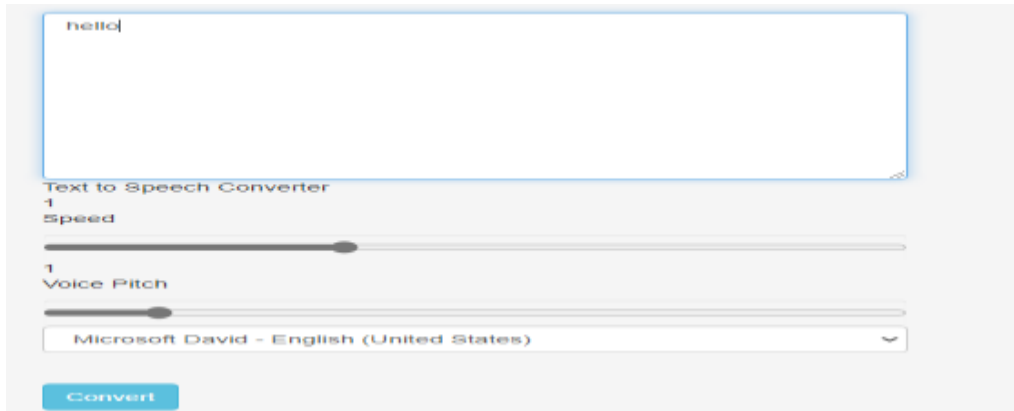 hello
Text to Speech Converter
1
Speed
1
Voice Pitch
Microsoft David - English (United States)
Convert